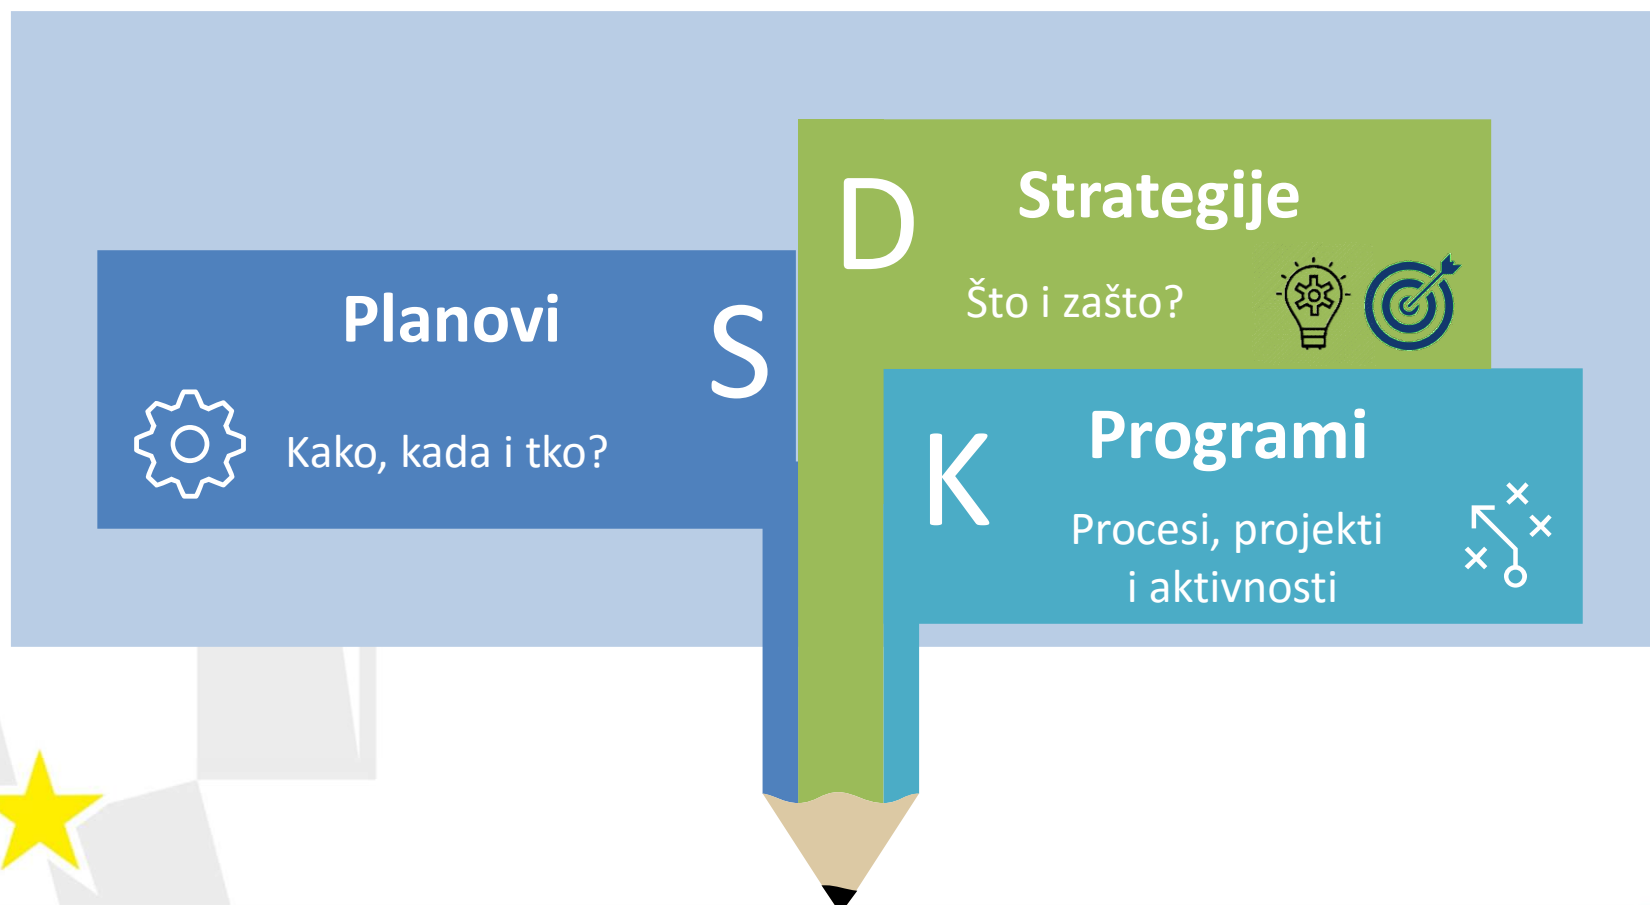 Planovi
S
Kako, kada i tko?
D
Strategije
Što i zašto?
K
Programi
Procesi, projekti
i aktivnosti